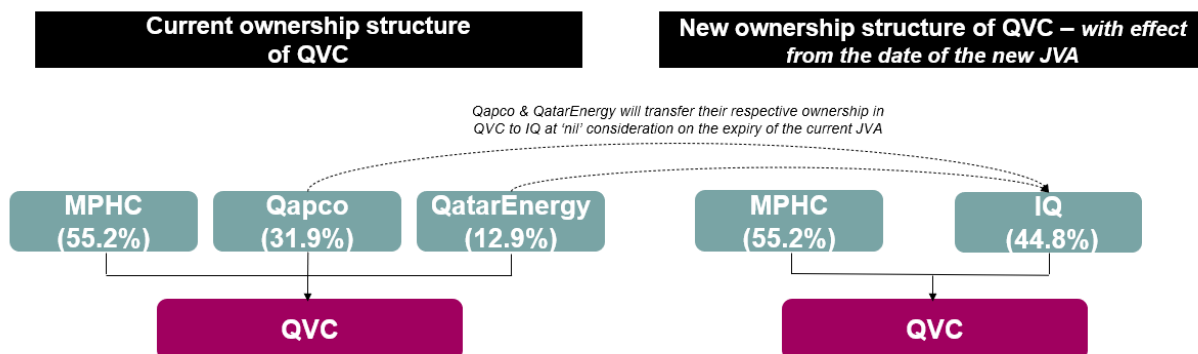 Current ownership structure
of QVC
New ownership structure of QVC – with effect
from the date of the new JVA
Qapco & QatarEnergy will transfer their respective ownership in
QVC to IQ at ‘nil’ consideration on the expiry of the current JVA
MPHC
(55.2%)
Qapco
(31.9%)
QatarEnergy
(12.9%)
MPHC
(55.2%)
IQ
(44.8%)
QVC
QVC